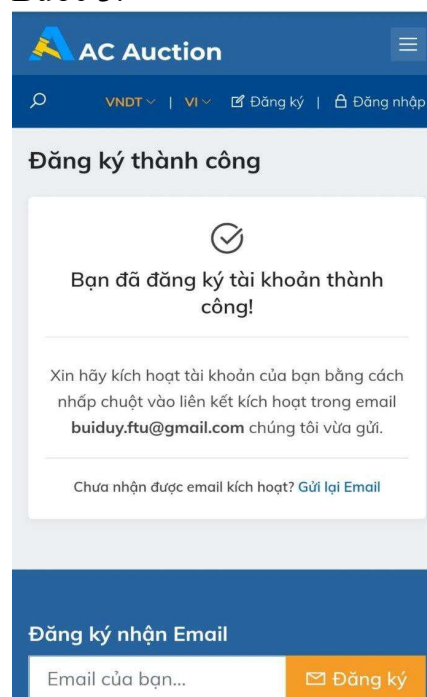 AC Auction
VNDT | VI Đăng ký | Đăng nhập
Đăng ký thành công
Bạn đã đăng ký tài khoản thành
công!
Xin hãy kích hoạt tài khoản của bạn bằng cách
nhấp chuột vào liên kết kích hoạt trong email
buiduy.ftu@gmail.com chúng tôi vừa gửi.
Chưa nhận được email kích hoạt? Gửi lại Email
Đăng ký nhận Email
Email của bạn... Đăng ký